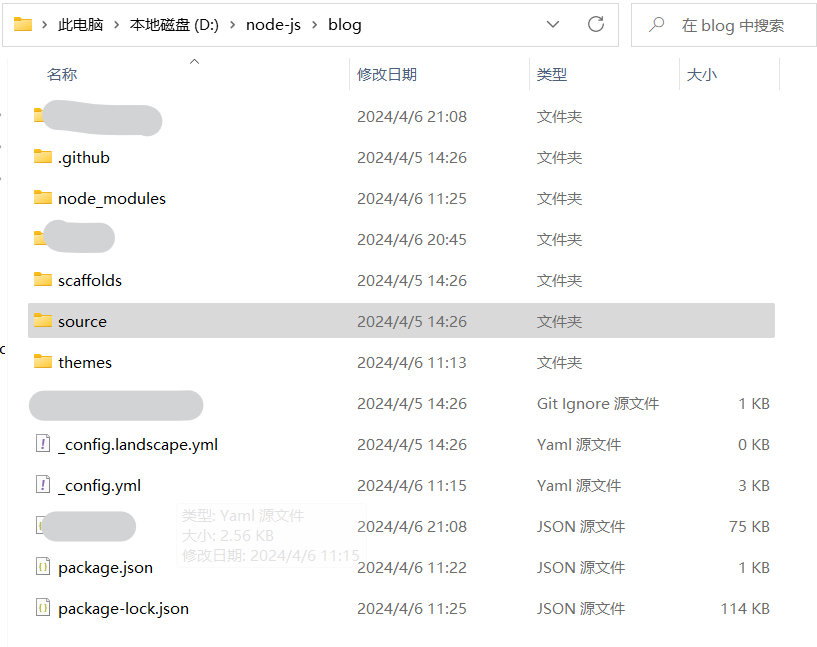 此电脑 › 本地磁盘 (D:) › node-js › blog
在 blog 中搜索
名称 修改日期 类型 大小
2024/4/6 21:08 文件夹
.github 2024/4/5 14:26 文件夹
node_modules 2024/4/6 11:25 文件夹
2024/4/6 20:45 文件夹
scaffolds 2024/4/5 14:26 文件夹
source 2024/4/5 14:26 文件夹
themes 2024/4/6 11:13 文件夹
2024/4/5 14:26 Git Ignore 源文件 1 KB
_config.landscape.yml 2024/4/5 14:26 Yaml 源文件 0 KB
_config.yml 2024/4/6 11:15 Yaml 源文件 3 KB
类型: Yaml 源文件
2024/4/6 21:08 JSON 源文件 75 KB
大小: 2.56 KB
修改日期: 2024/4/6 11:15
package.json 2024/4/6 11:22 JSON 源文件 1 KB
package-lock.json 2024/4/6 11:25 JSON 源文件 114 KB